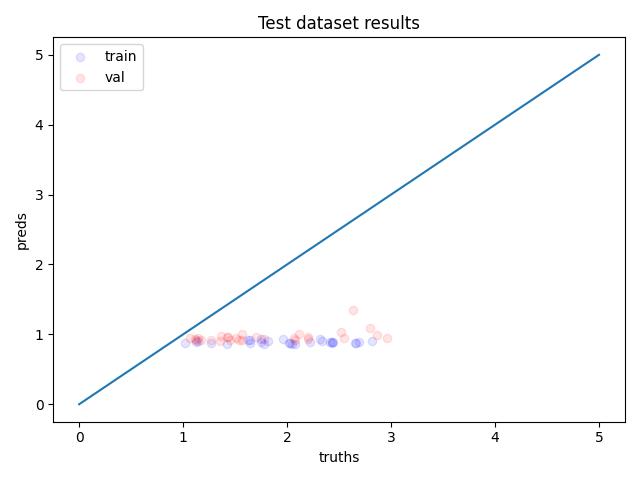 Test dataset results
train
val
preds
5
4
3
2
1
0
0 1 2 3 4 5
truths